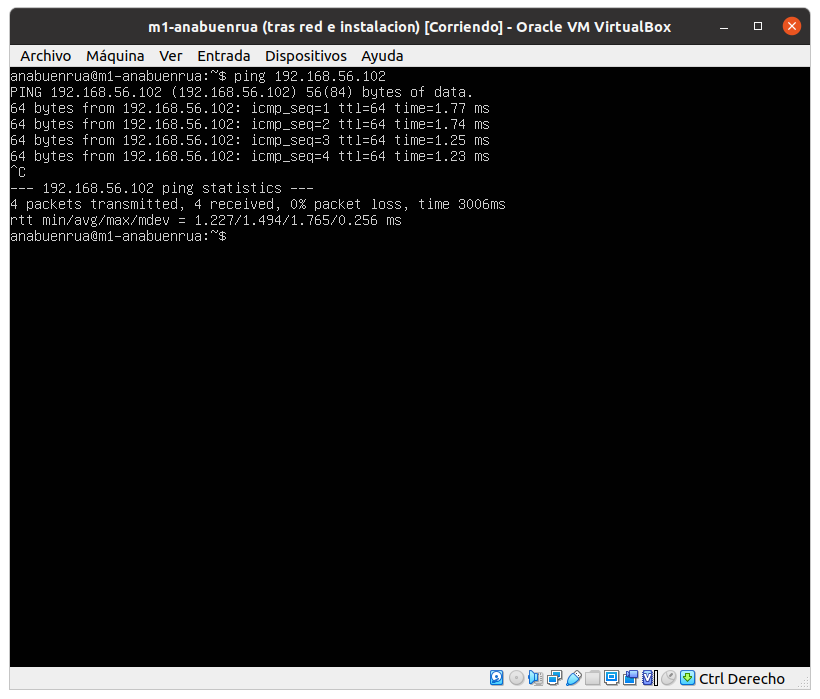 m1-anabuenrua (tras red e instalacion) [Corriendo] - Oracle VM VirtualBox
Archivo Máquina Ver Entrada Dispositivos Ayuda
anabuenrua@m1-anabuenrua:~$ ping 192.168.56.102
PING 192.168.56.102 (192.168.56.102) 56(84) bytes of data.
64 bytes from 192.168.56.102: icmp_seq=1 ttl=64 time=1.77 ms
64 bytes from 192.168.56.102: icmp_seq=2 ttl=64 time=1.74 ms
64 bytes from 192.168.56.102: icmp_seq=3 ttl=64 time=1.25 ms
64 bytes from 192.168.56.102: icmp_seq=4 ttl=64 time=1.23 ms
^C
--- 192.168.56.102 ping statistics ---
4 packets transmitted, 4 received, 0% packet loss, time 3006ms
rtt min/avg/max/mdev = 1.227/1.494/1.765/0.256 ms
anabuenrua@m1-anabuenrua:~$
Ctrl Derecho